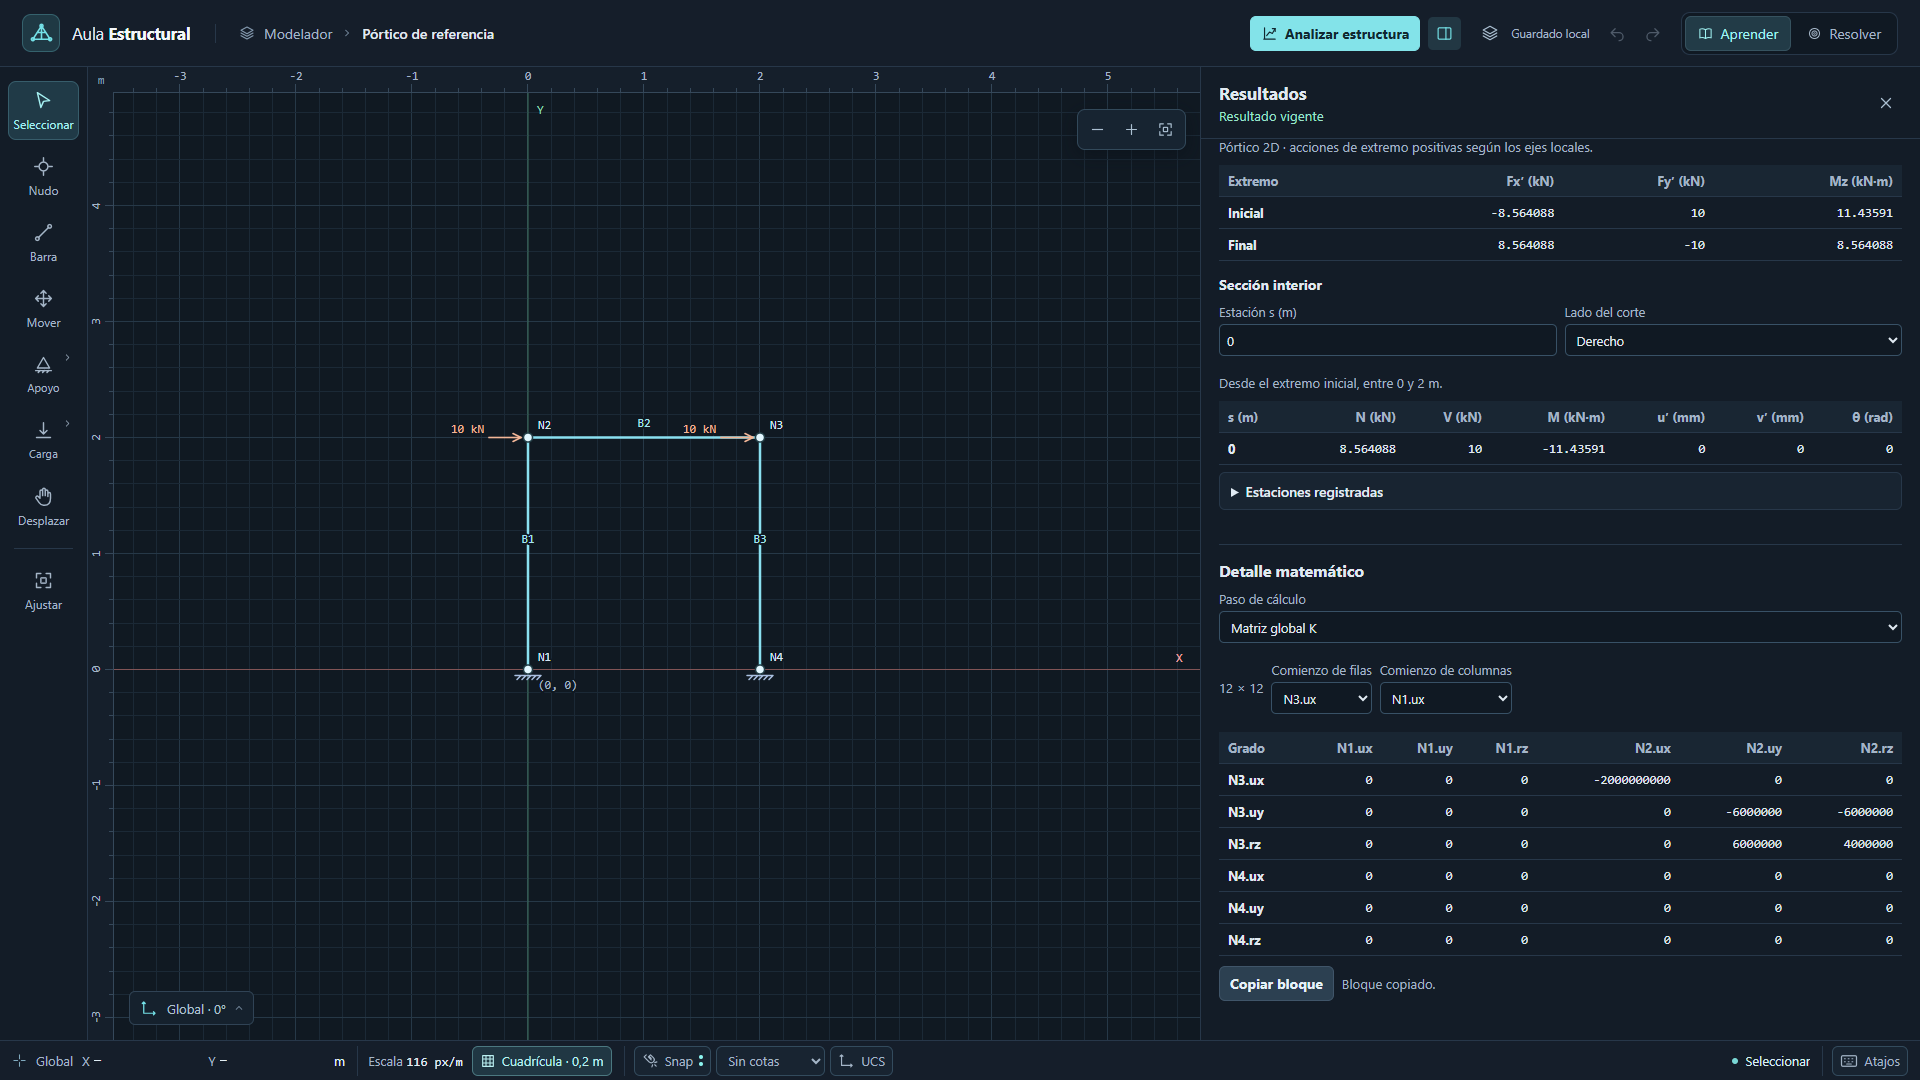 Aula Estructural
Modelador › Pórtico de referencia
Analizar estructura
Guardado local
Aprender
Resolver
Seleccionar
Nudo
Barra
Mover
Apoyo
Carga
Desplazar
Ajustar
m
-3 -2 -1 0 1 2 3 4 5
4
3
2
1
0
-1
-2
-3
Y
X
10 kN
N2
B2
10 kN
N3
B1
B3
N1
(0, 0)
N4
Global · 0°
Resultados
Resultado vigente
Pórtico 2D · acciones de extremo positivas según los ejes locales.
Extremo Fx′ (kN) Fy′ (kN) Mz (kN·m)
Inicial -8.564088 10 11.43591
Final 8.564088 -10 8.564088
Sección interior
Estación s (m) Lado del corte
0 Derecho
Desde el extremo inicial, entre 0 y 2 m.
s (m) N (kN) V (kN) M (kN·m) u′ (mm) v′ (mm) θ (rad)
0 8.564088 10 -11.43591 0 0 0
Estaciones registradas
Detalle matemático
Paso de cálculo
Matriz global K
12 × 12
Comienzo de filas Comienzo de columnas
N3.ux N1.ux
Grado N1.ux N1.uy N1.rz N2.ux N2.uy N2.rz
N3.ux 0 0 0 -2000000000 0 0
N3.uy 0 0 0 0 -6000000 -6000000
N3.rz 0 0 0 0 6000000 4000000
N4.ux 0 0 0 0 0 0
N4.uy 0 0 0 0 0 0
N4.rz 0 0 0 0 0 0
Copiar bloque Bloque copiado.
Global X — Y — m
Escala 116 px/m
Cuadrícula · 0,2 m
Snap
Sin cotas
UCS
Seleccionar
Atajos